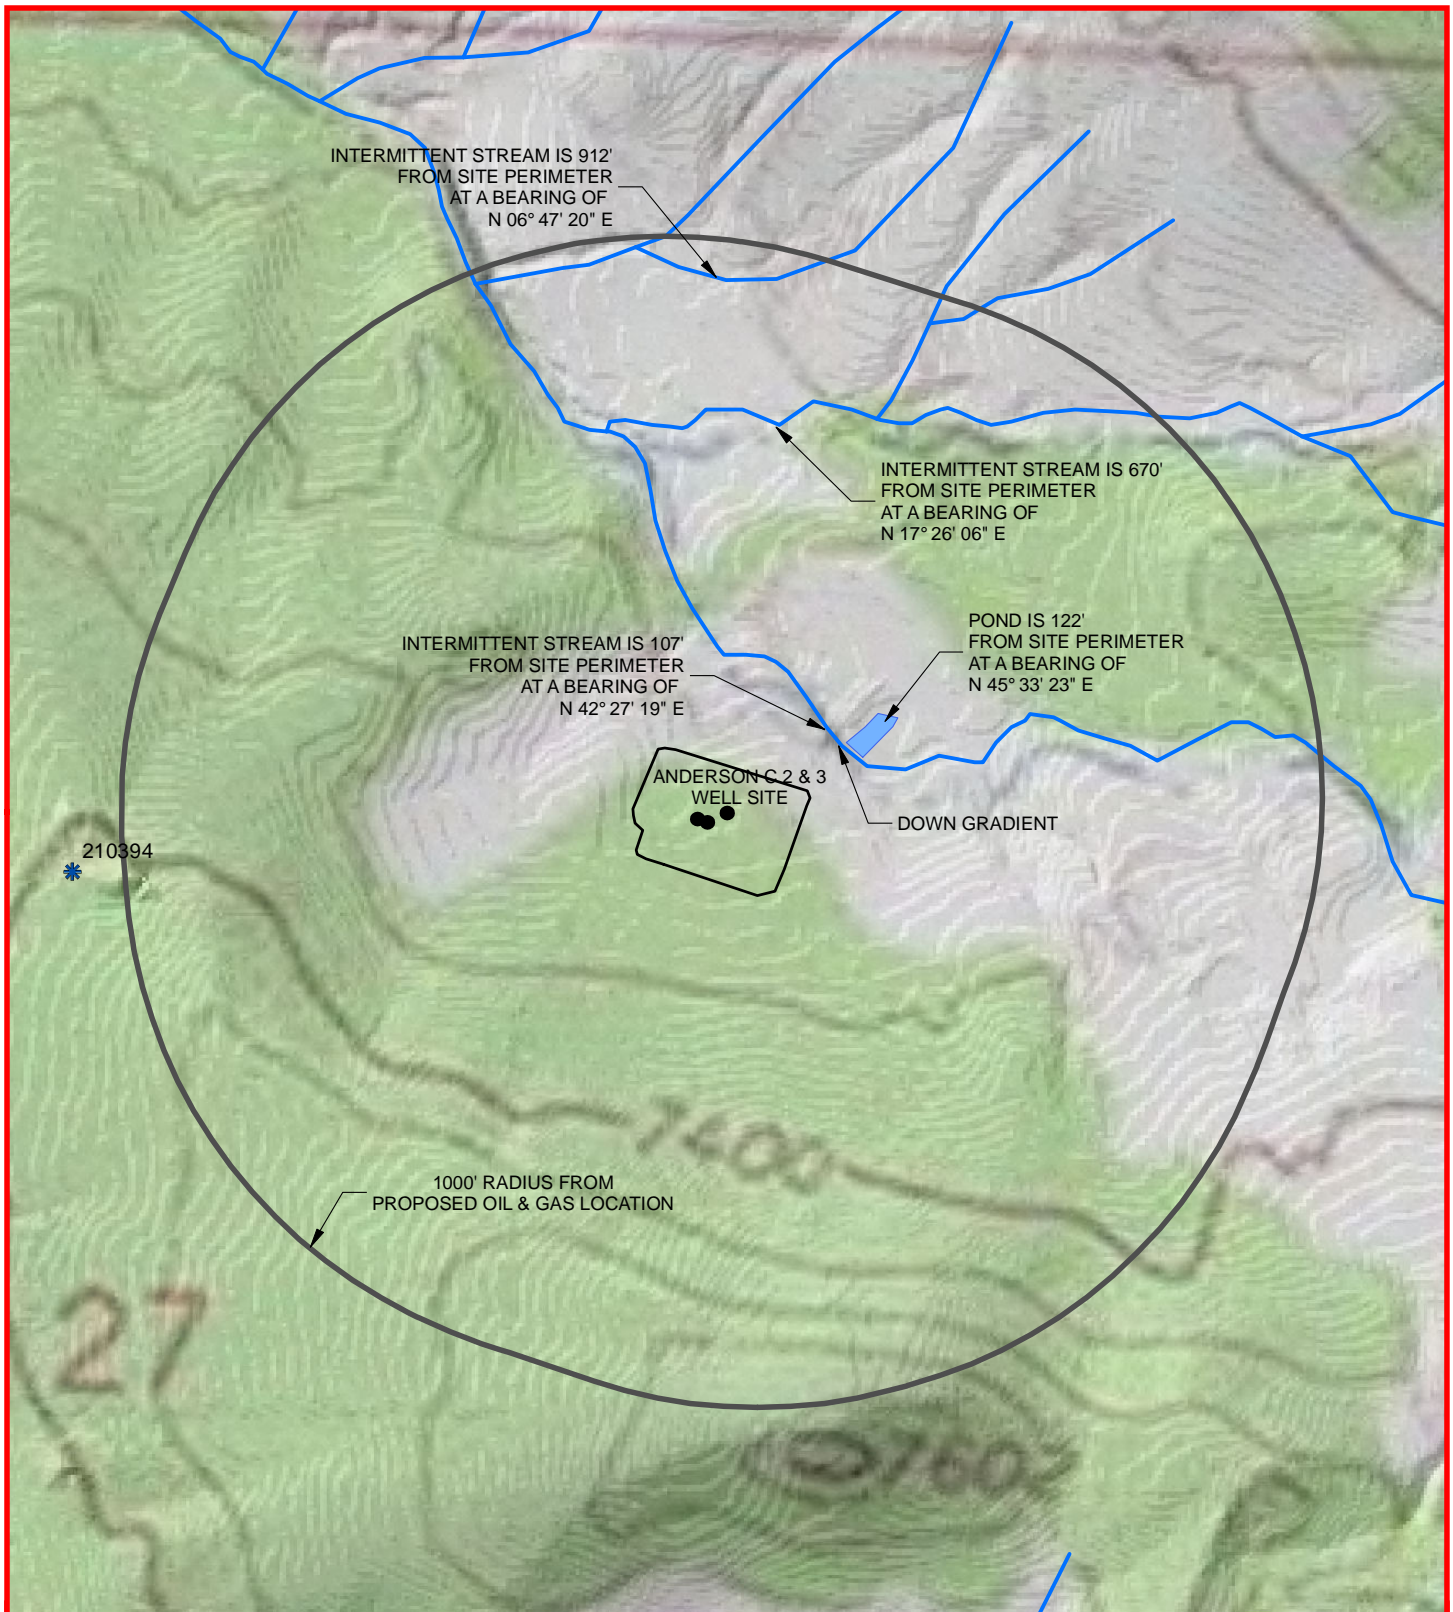 INTERMITTENT STREAM IS 912'
FROM SITE PERIMETER
AT A BEARING OF
N 06° 47' 20" E
INTERMITTENT STREAM IS 670'
FROM SITE PERIMETER
AT A BEARING OF
N 17° 26' 06" E
POND IS 122'
FROM SITE PERIMETER
AT A BEARING OF
N 45° 33' 23" E
INTERMITTENT STREAM IS 107'
FROM SITE PERIMETER
AT A BEARING OF
N 42° 27' 19" E
ANDERSON C 2 & 3
WELL SITE
DOWN GRADIENT
210394
7400
1000' RADIUS FROM
PROPOSED OIL & GAS LOCATION
27